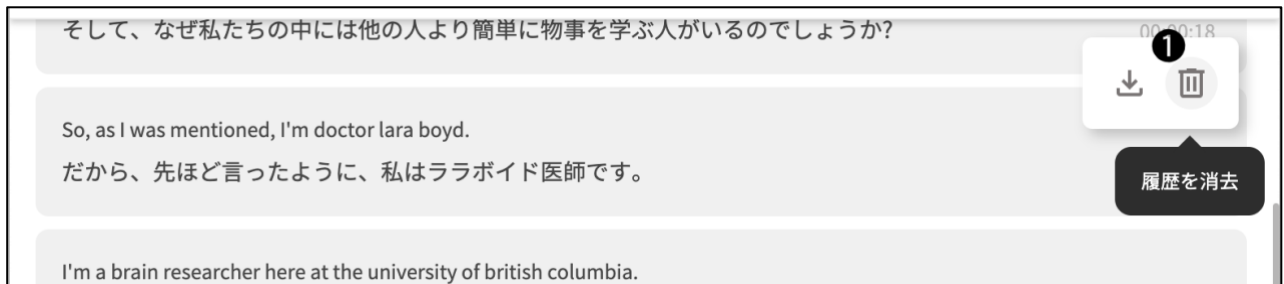 そして、なぜ私たちの中には他の人より簡単に物事を学ぶ人がいるのでしょうか?
00:00:18
1
So, as I was mentioned, I'm doctor lara boyd.
だから、先ほど言ったように、私はララボイド医師です。
履歴を消去
I'm a brain researcher here at the university of british columbia.